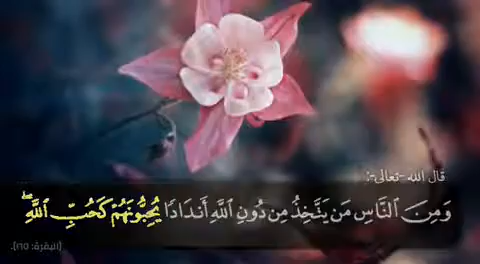 قال الله -تعالى-:
وَمِنَ ٱلنَّاسِ مَن يَتَّخِذُ مِن دُونِ ٱللَّهِ أَندَادٗا يُحِبُّونَهُمۡ كَحُبِّ ٱللَّهِۖ
(البقرة: ١٦٥).